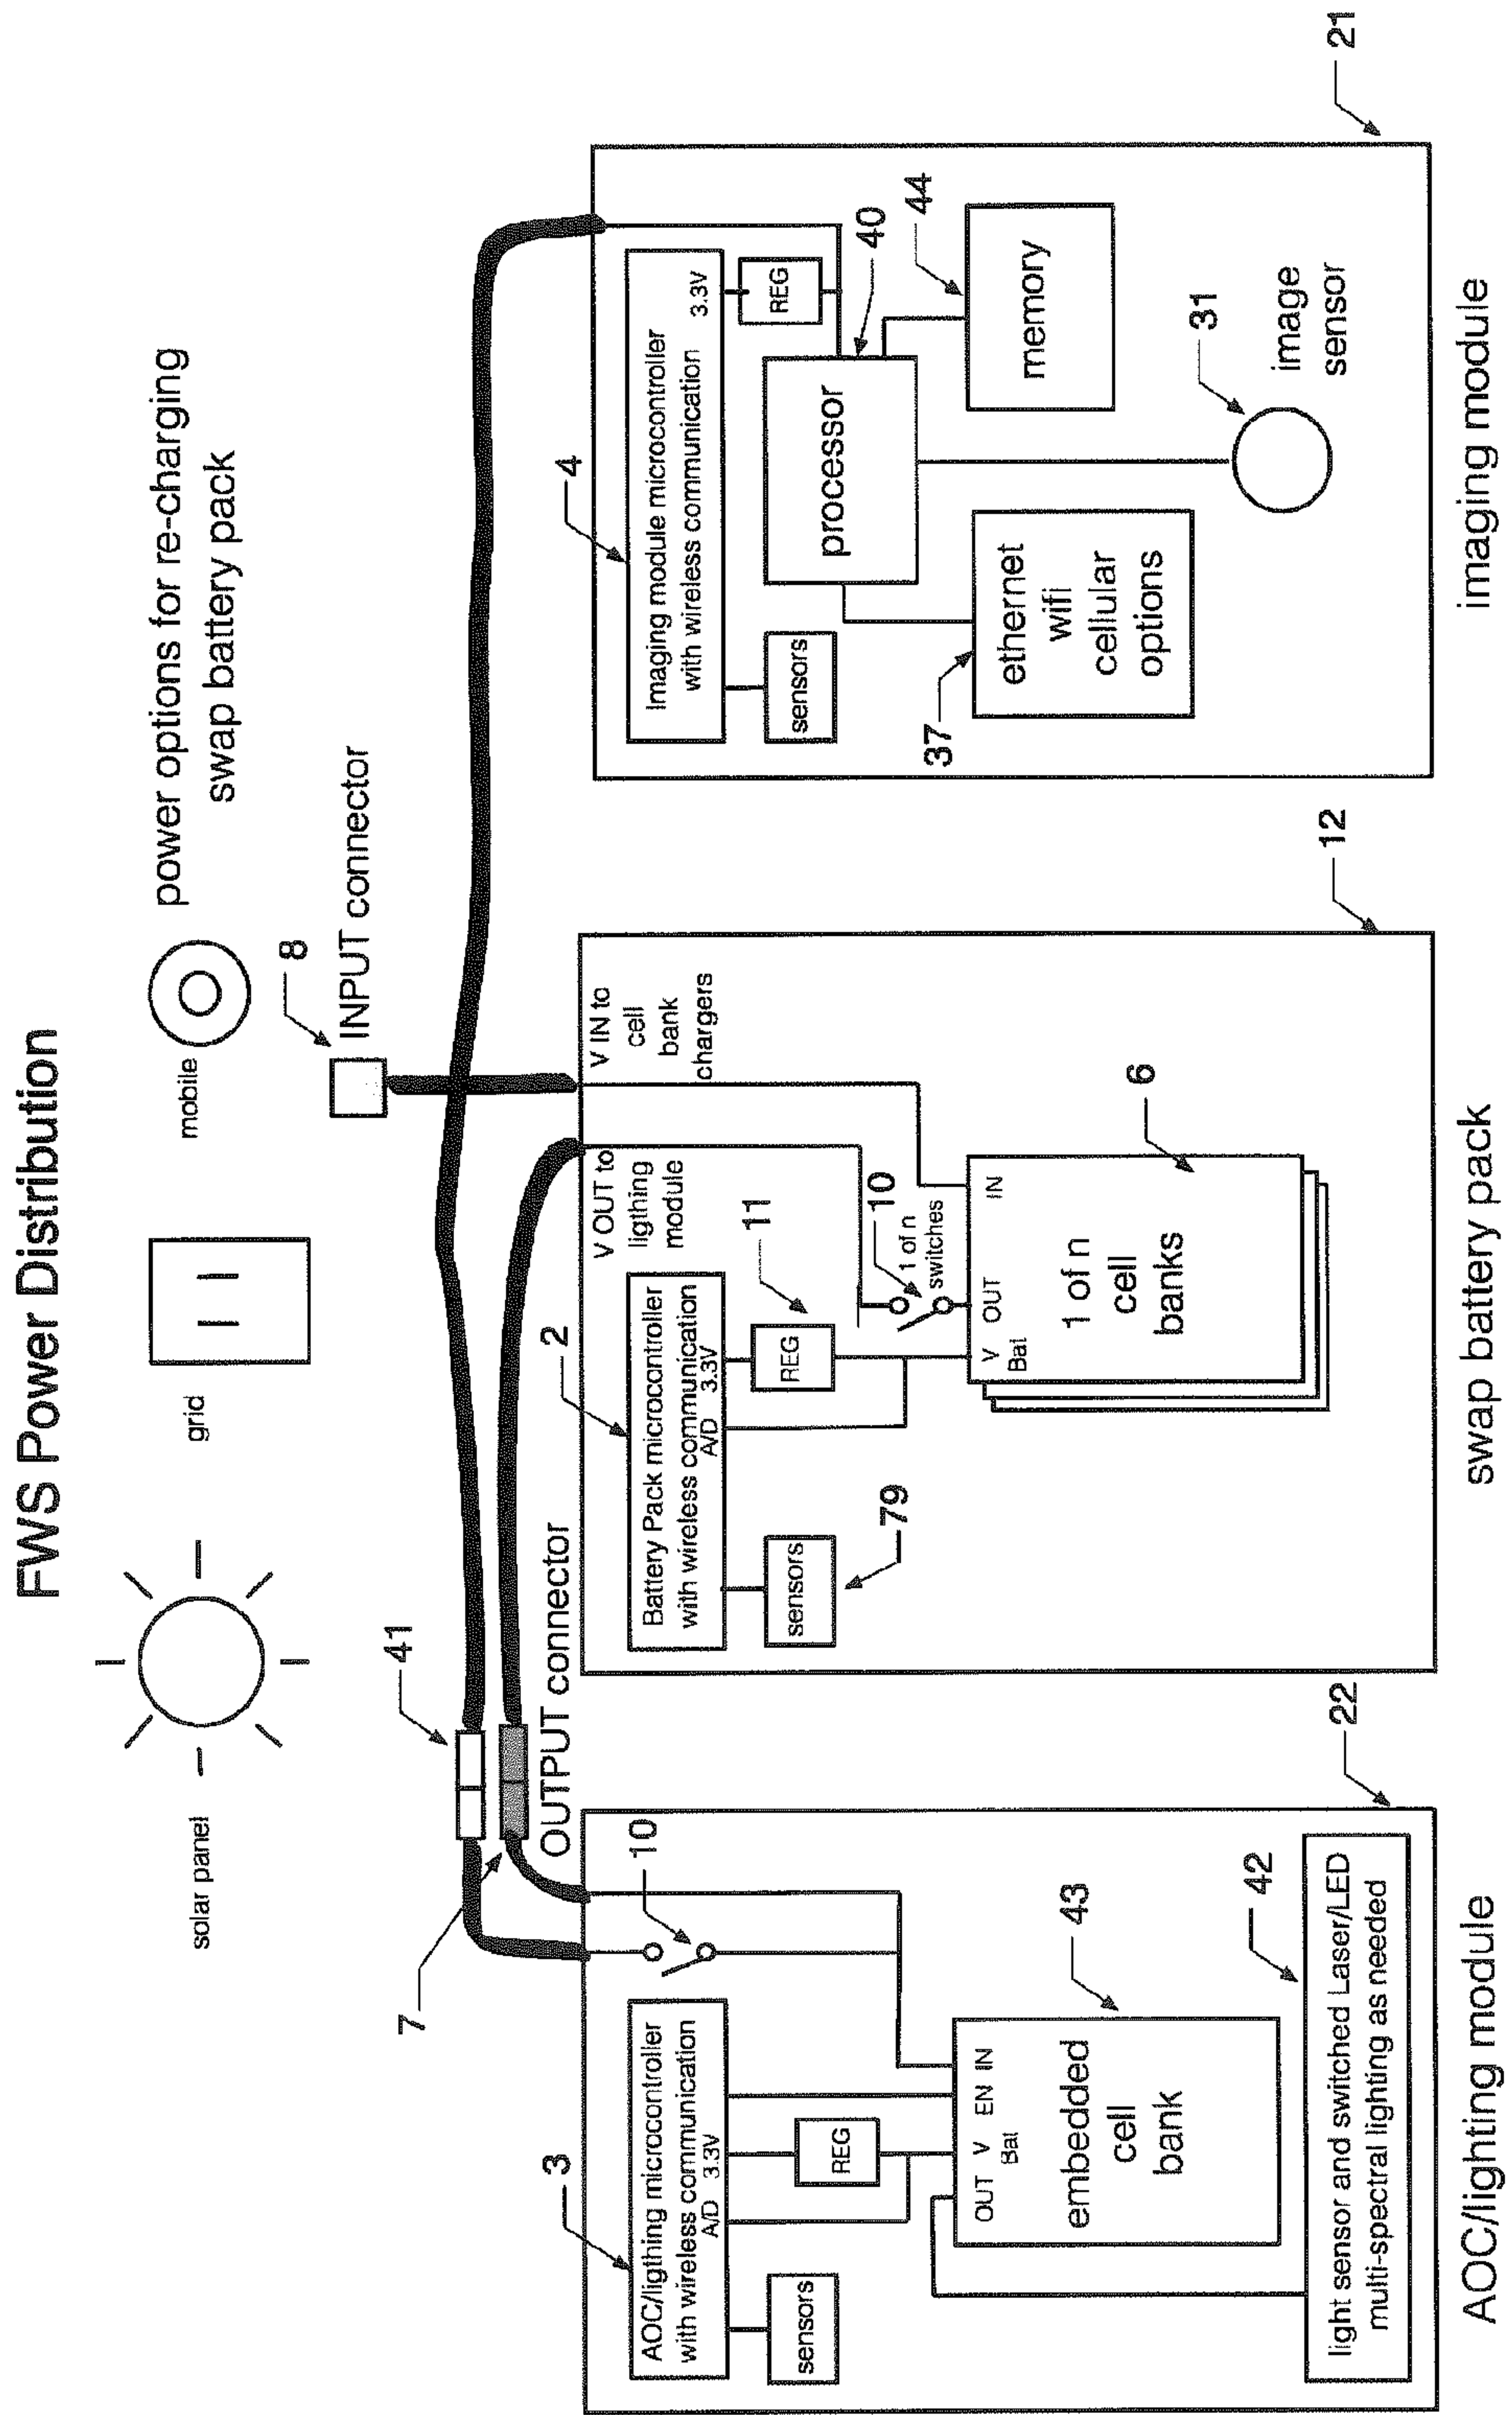 FWS Power Distribution
solar panel
grid
mobile
power options for re-charging
swap battery pack
8
INPUT connector
41
7
OUTPUT connector
3
AOC/ligthing microcontroller
with wireless communication
A/D 3.3V
sensors
REG
10
OUT V EN IN
Bat
embedded
cell
bank
43
42
light sensor and switched Laser/LED
multi-spectral lighting as needed
22
AOC/lighting module
2
Battery Pack microcontroller
with wireless communication
A/D 3.3V
V OUT to
ligthing
module
V IN to
cell
bank
chargers
sensors
79
REG
11
10
1 of n
switches
V OUT IN
Bat
1 of n
cell
banks
6
12
swap battery pack
4
Imaging module microcontroller
with wireless communication
3.3V
sensors
REG
processor
40
44
memory
37
ethernet
wifi
cellular
options
31
image
sensor
21
imaging module